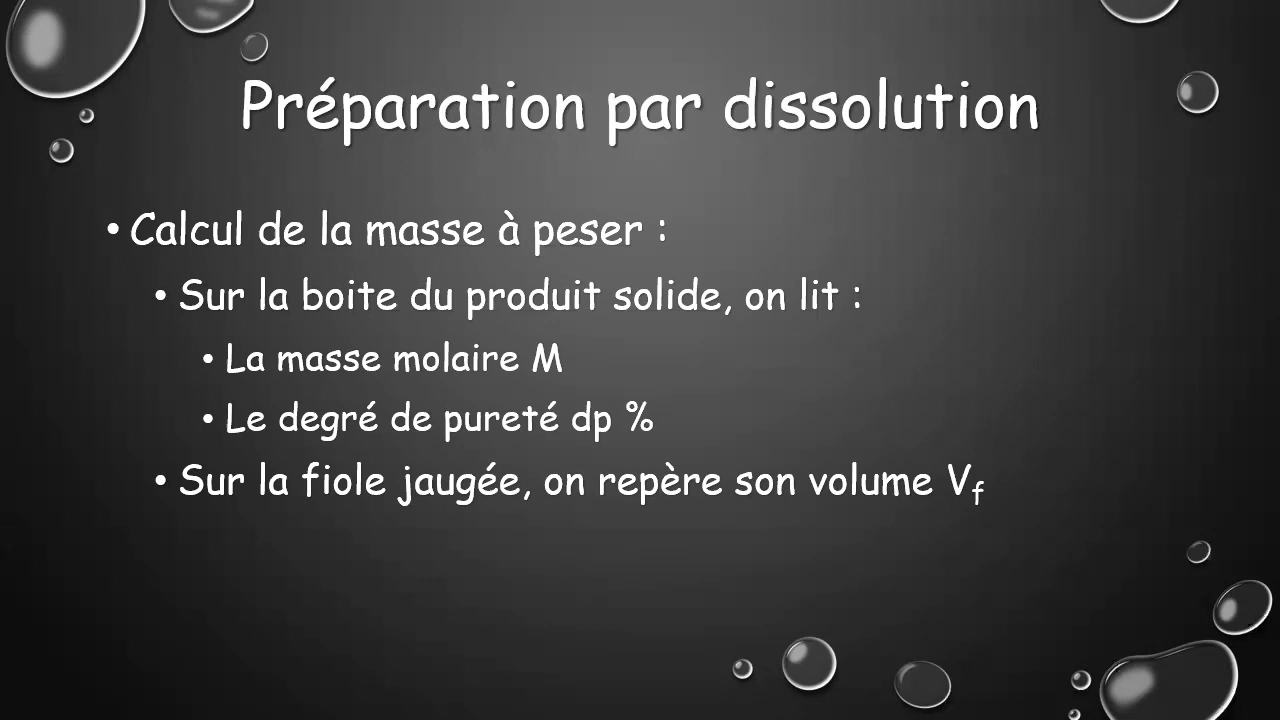 Préparation par dissolution
• Calcul de la masse à peser :
• Sur la boite du produit solide, on lit :
• La masse molaire M
• Le degré de pureté dp %
• Sur la fiole jaugée, on repère son volume V_f